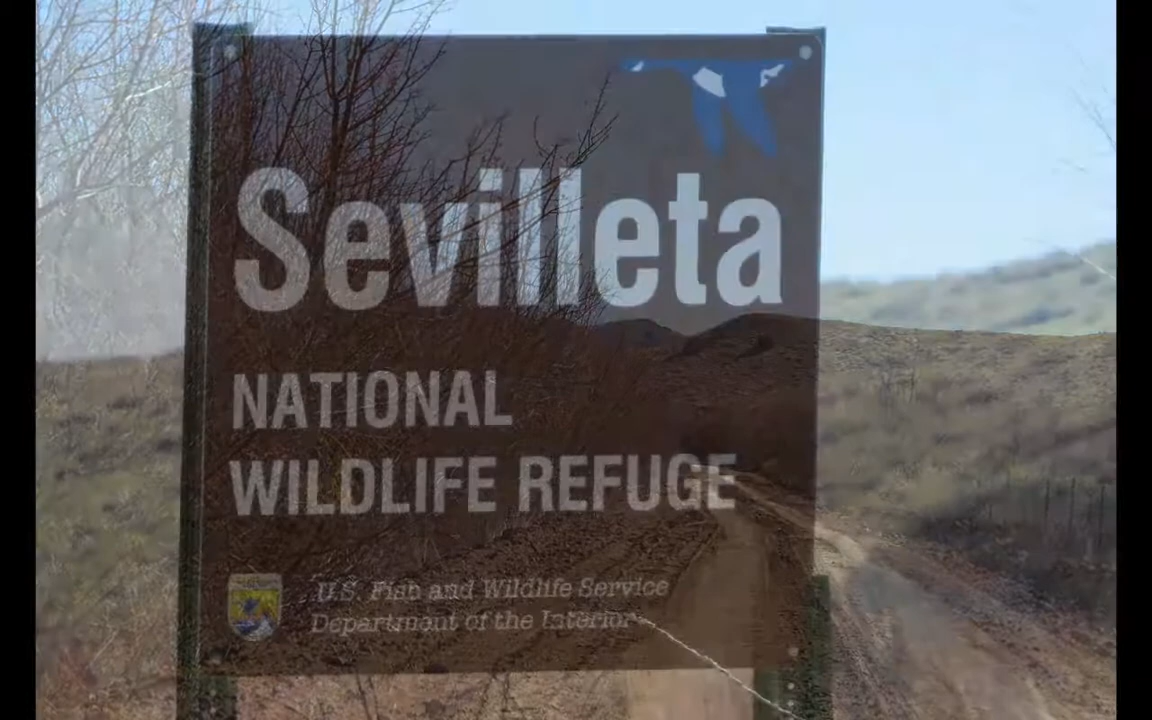 Sevilleta
NATIONAL
WILDLIFE REFUGE
U.S. Fish and Wildlife Service
Department of the Interior